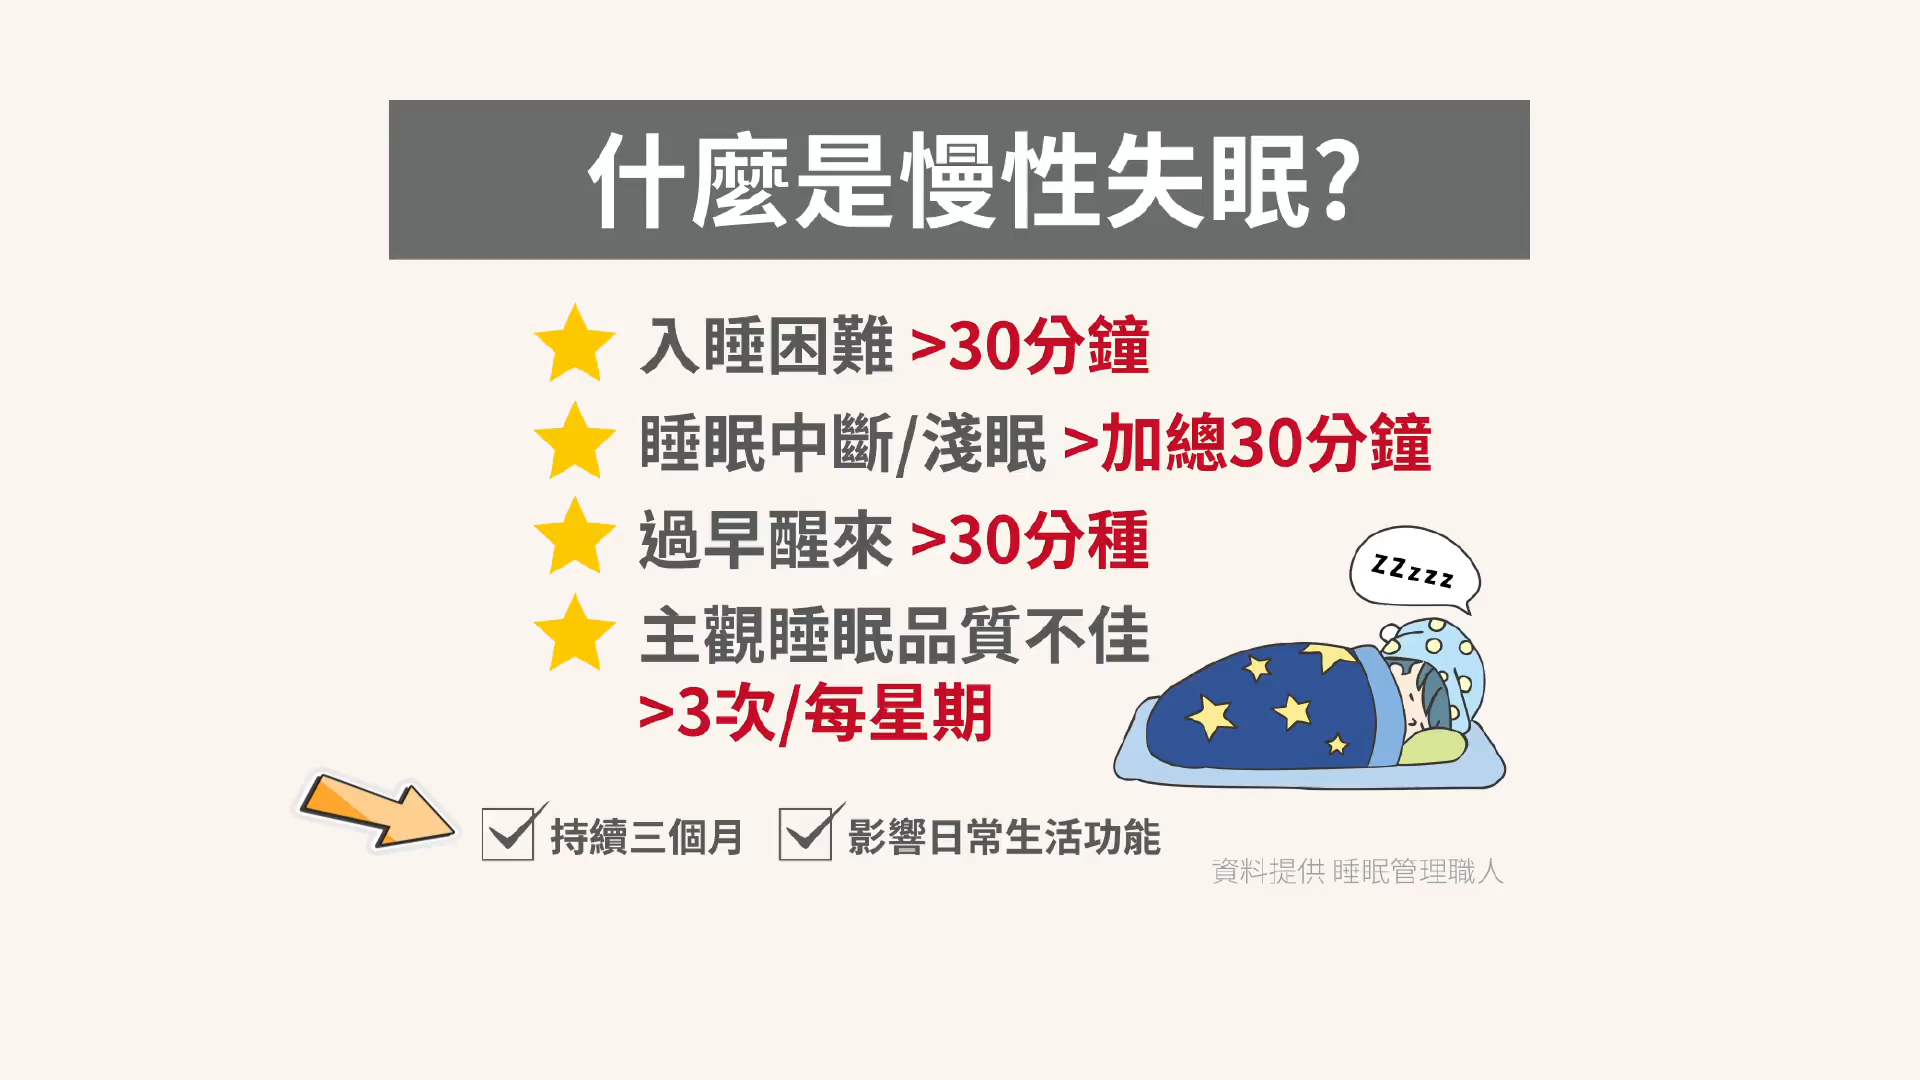 什麼是慢性失眠?
入睡困難 >30分鐘
睡眠中斷/淺眠 >加總30分鐘
過早醒來 >30分種
主觀睡眠品質不佳
>3次/每星期
ZZzzz
持續三個月 影響日常生活功能
資料提供 睡眠管理職人